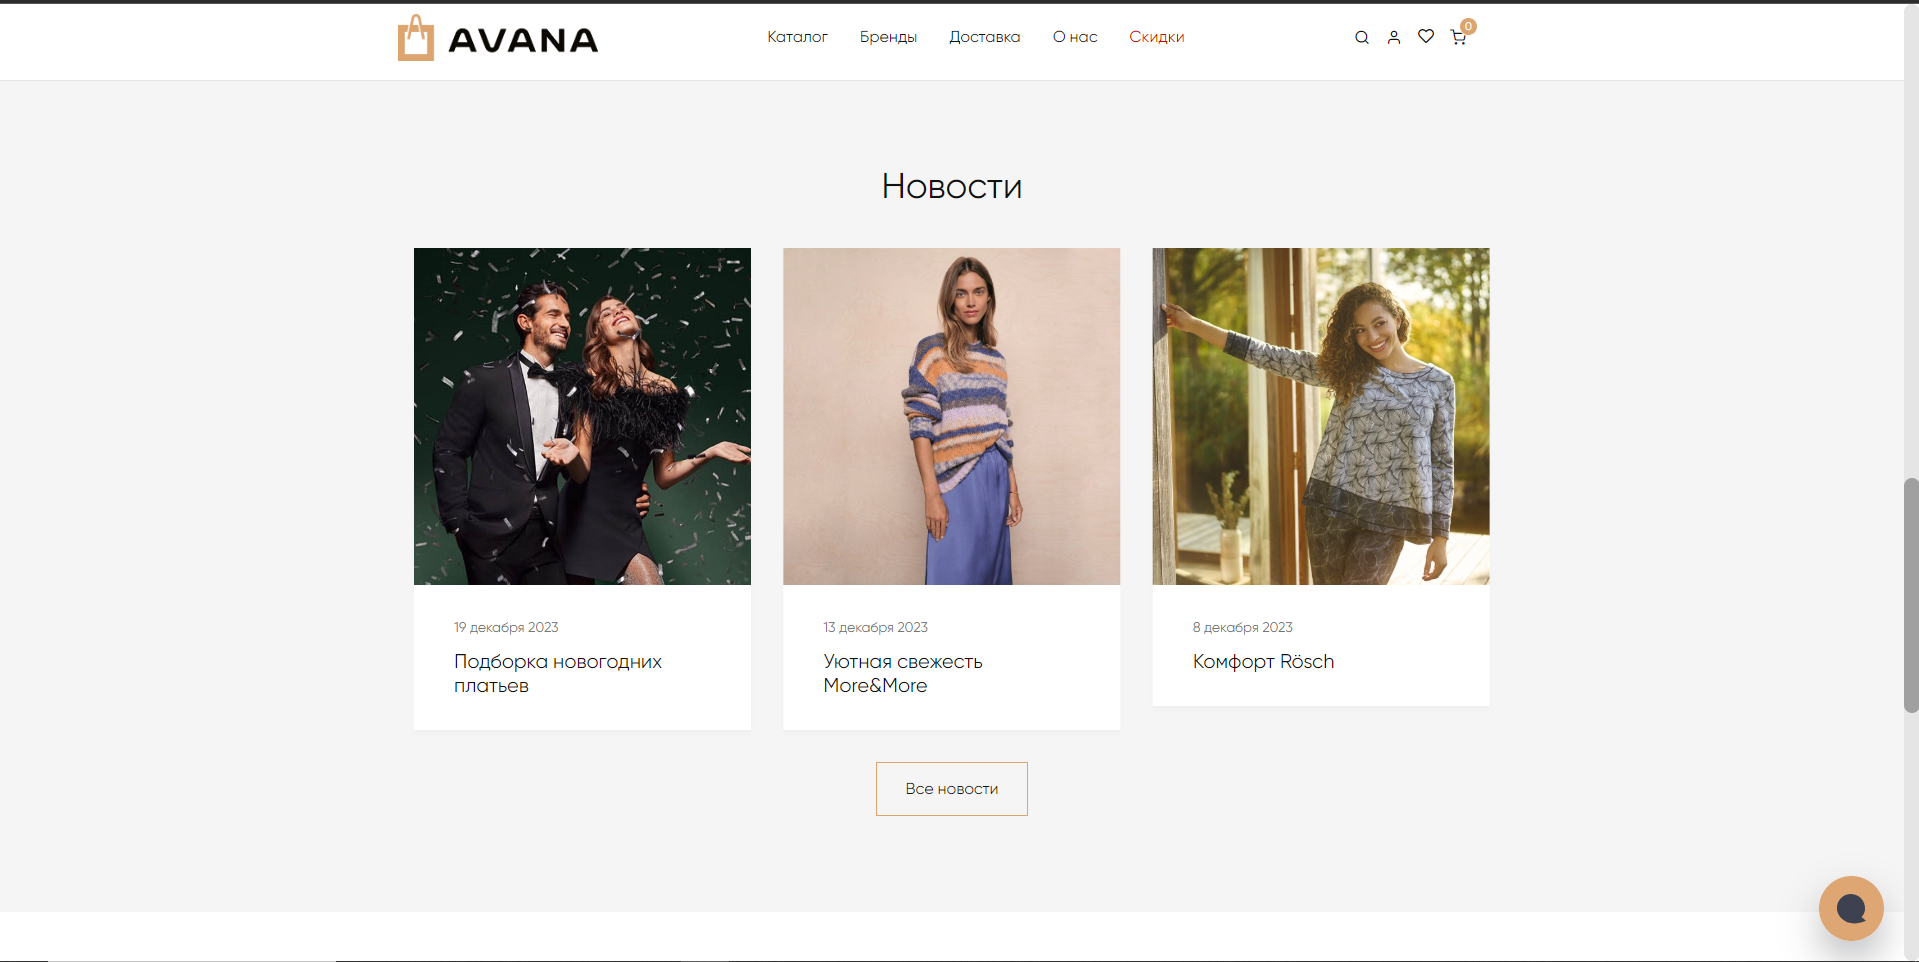 AVANA
Каталог
Бренды
Доставка
О нас
Скидки
0
Новости
19 декабря 2023
Подборка новогодних
платьев
13 декабря 2023
Уютная свежесть
More&More
8 декабря 2023
Комфорт Rösch
Все новости